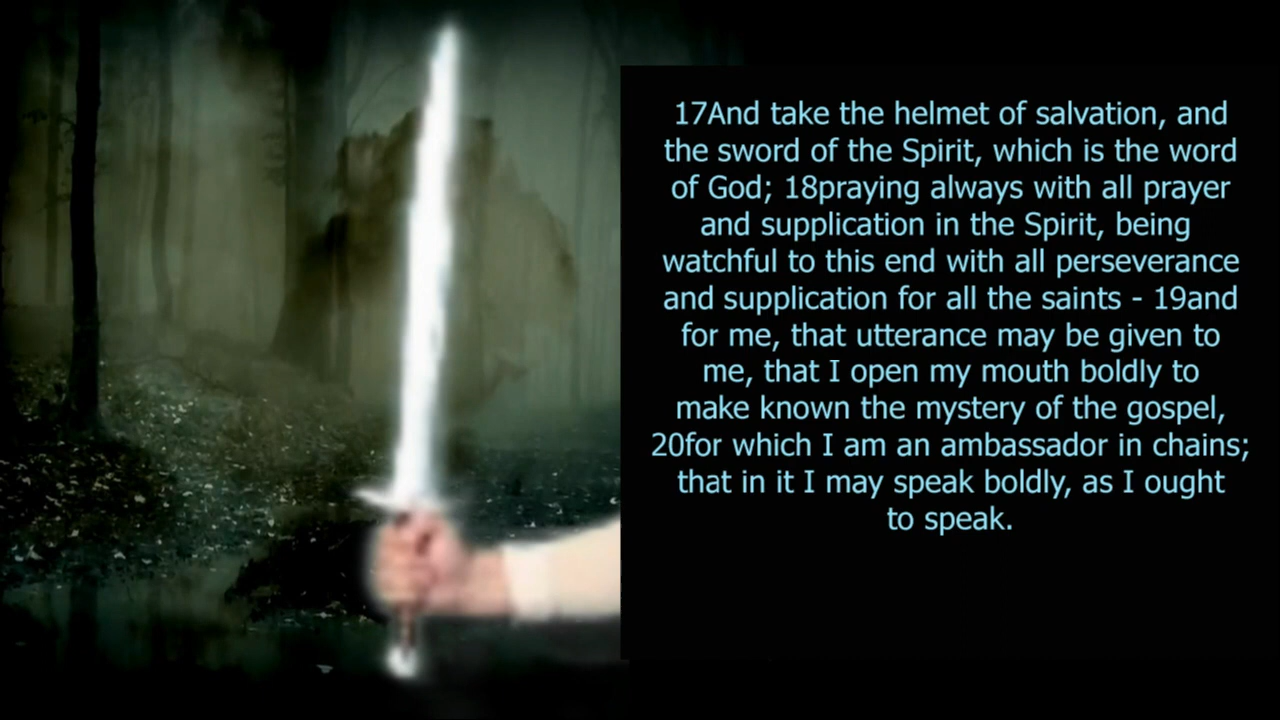 17And take the helmet of salvation, and
the sword of the Spirit, which is the word
of God; 18praying always with all prayer
and supplication in the Spirit, being
watchful to this end with all perseverance
and supplication for all the saints - 19and
for me, that utterance may be given to
me, that I open my mouth boldly to
make known the mystery of the gospel,
20for which I am an ambassador in chains;
that in it I may speak boldly, as I ought
to speak.